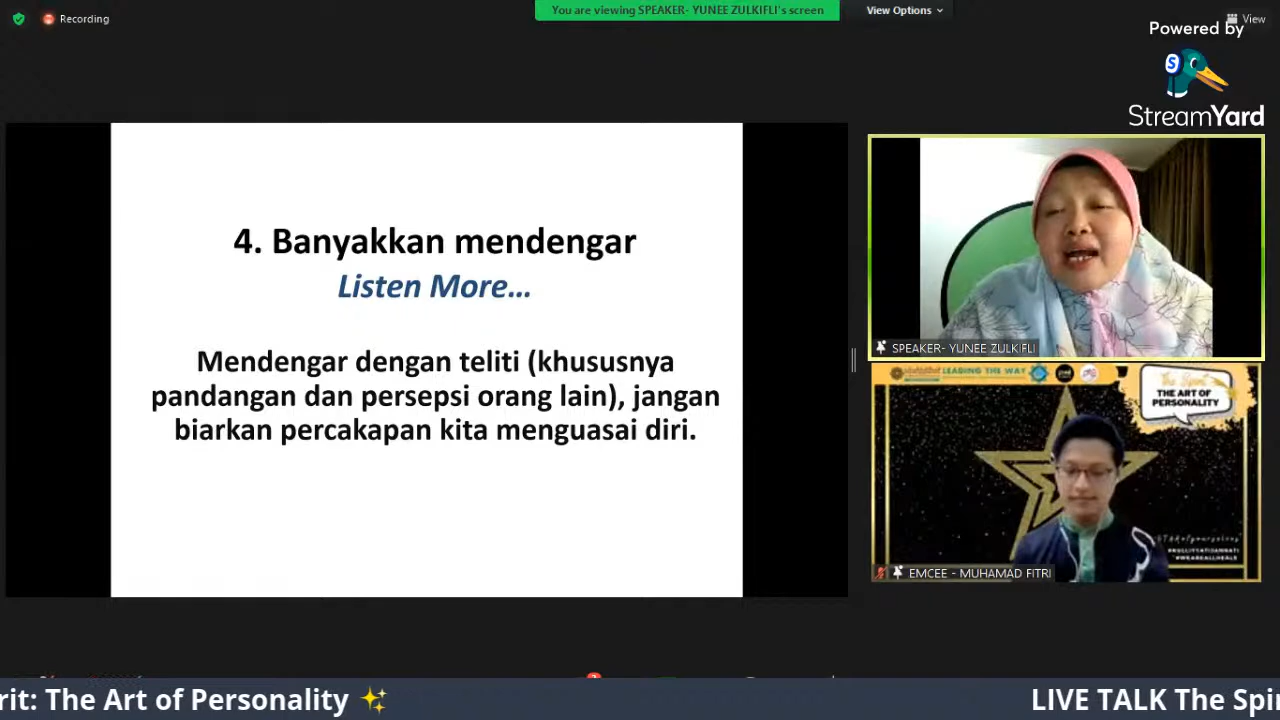 Recording
You are viewing SPEAKER- YUNEE ZULKIFLI's screen
View Options
View
Powered by
StreamYard
4. Banyakkan mendengar
Listen More...
Mendengar dengan teliti (khususnya
pandangan dan persepsi orang lain), jangan
biarkan percakapan kita menguasai diri.
SPEAKER- YUNEE ZULKIFLI
LEADING THE WAY
The Spirit
THE ART OF
PERSONALITY
#WEAREALLHEALS
EMCEE - MUHAMAD FITRI
rit: The Art of Personality ✨
LIVE TALK The Spi